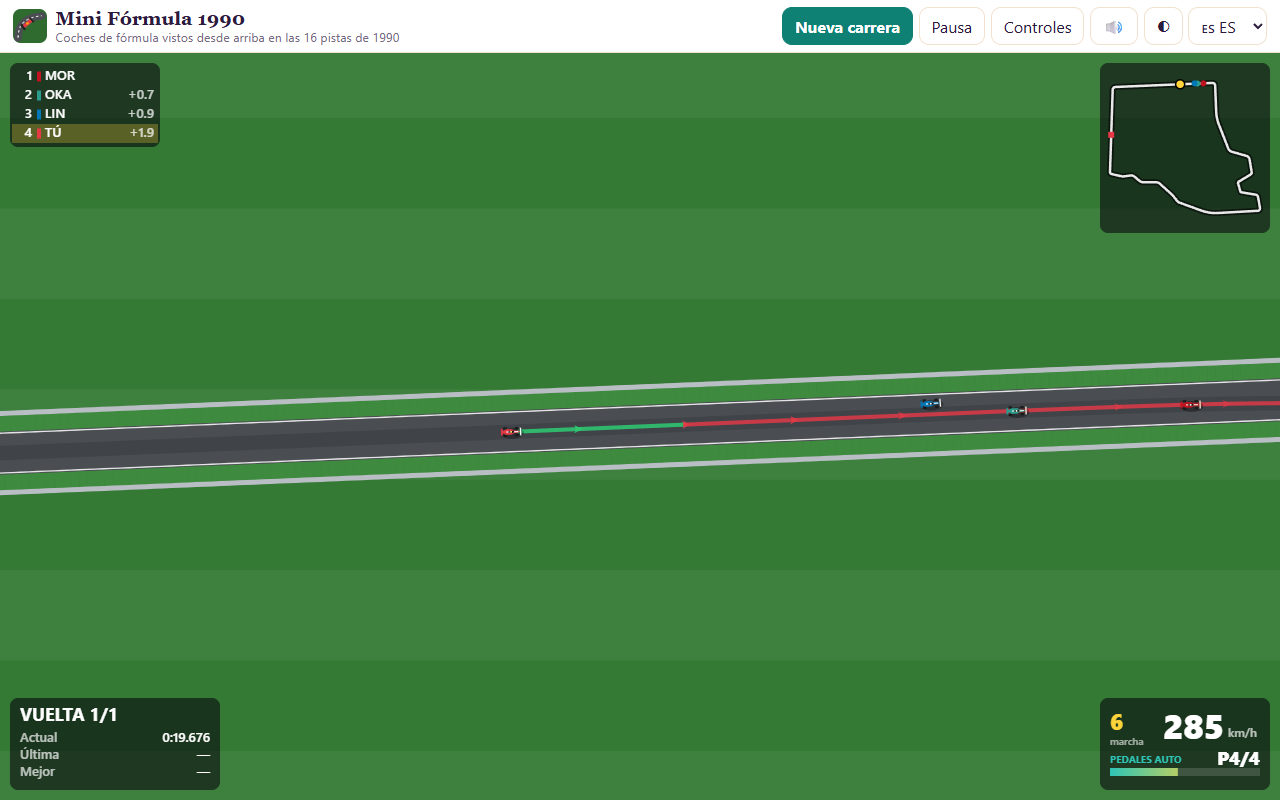 Mini Fórmula 1990
Coches de fórmula vistos desde arriba en las 16 pistas de 1990
Nueva carrera
Pausa
Controles
ES ES
1 MOR
2 OKA +0.7
3 LIN +0.9
4 TÚ +1.9
VUELTA 1/1
Actual 0:19.676
Última —
Mejor —
6 285 km/h
marcha
PEDALES AUTO P4/4